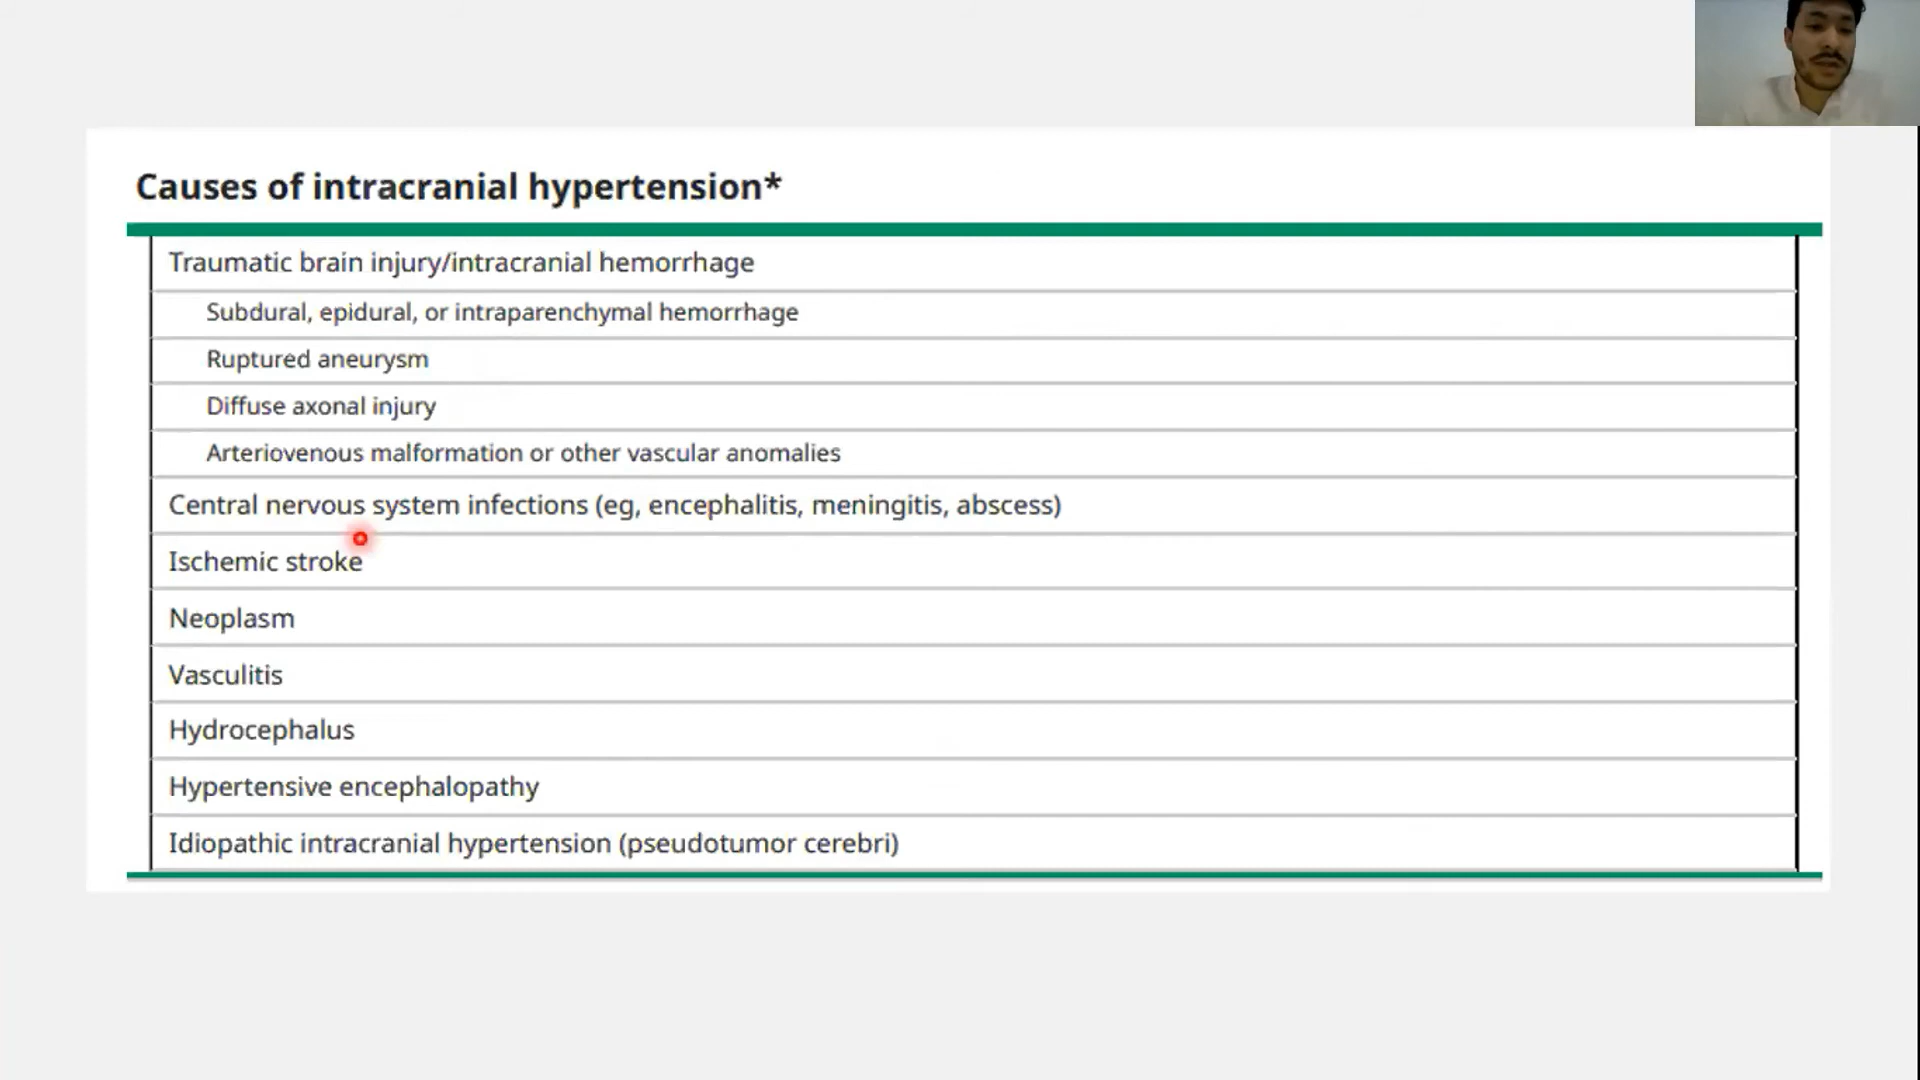 Causes of intracranial hypertension*
Traumatic brain injury/intracranial hemorrhage
Subdural, epidural, or intraparenchymal hemorrhage
Ruptured aneurysm
Diffuse axonal injury
Arteriovenous malformation or other vascular anomalies
Central nervous system infections (eg, encephalitis, meningitis, abscess)
Ischemic stroke
Neoplasm
Vasculitis
Hydrocephalus
Hypertensive encephalopathy
Idiopathic intracranial hypertension (pseudotumor cerebri)